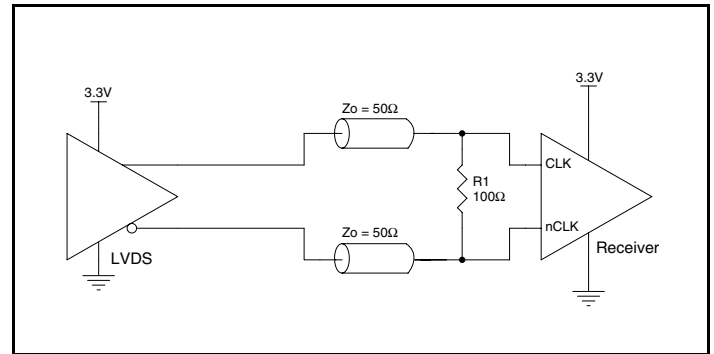 3.3V
3.3V
Zo = 50Ω
CLK
R1
100Ω
nCLK
Zo = 50Ω
Receiver
LVDS